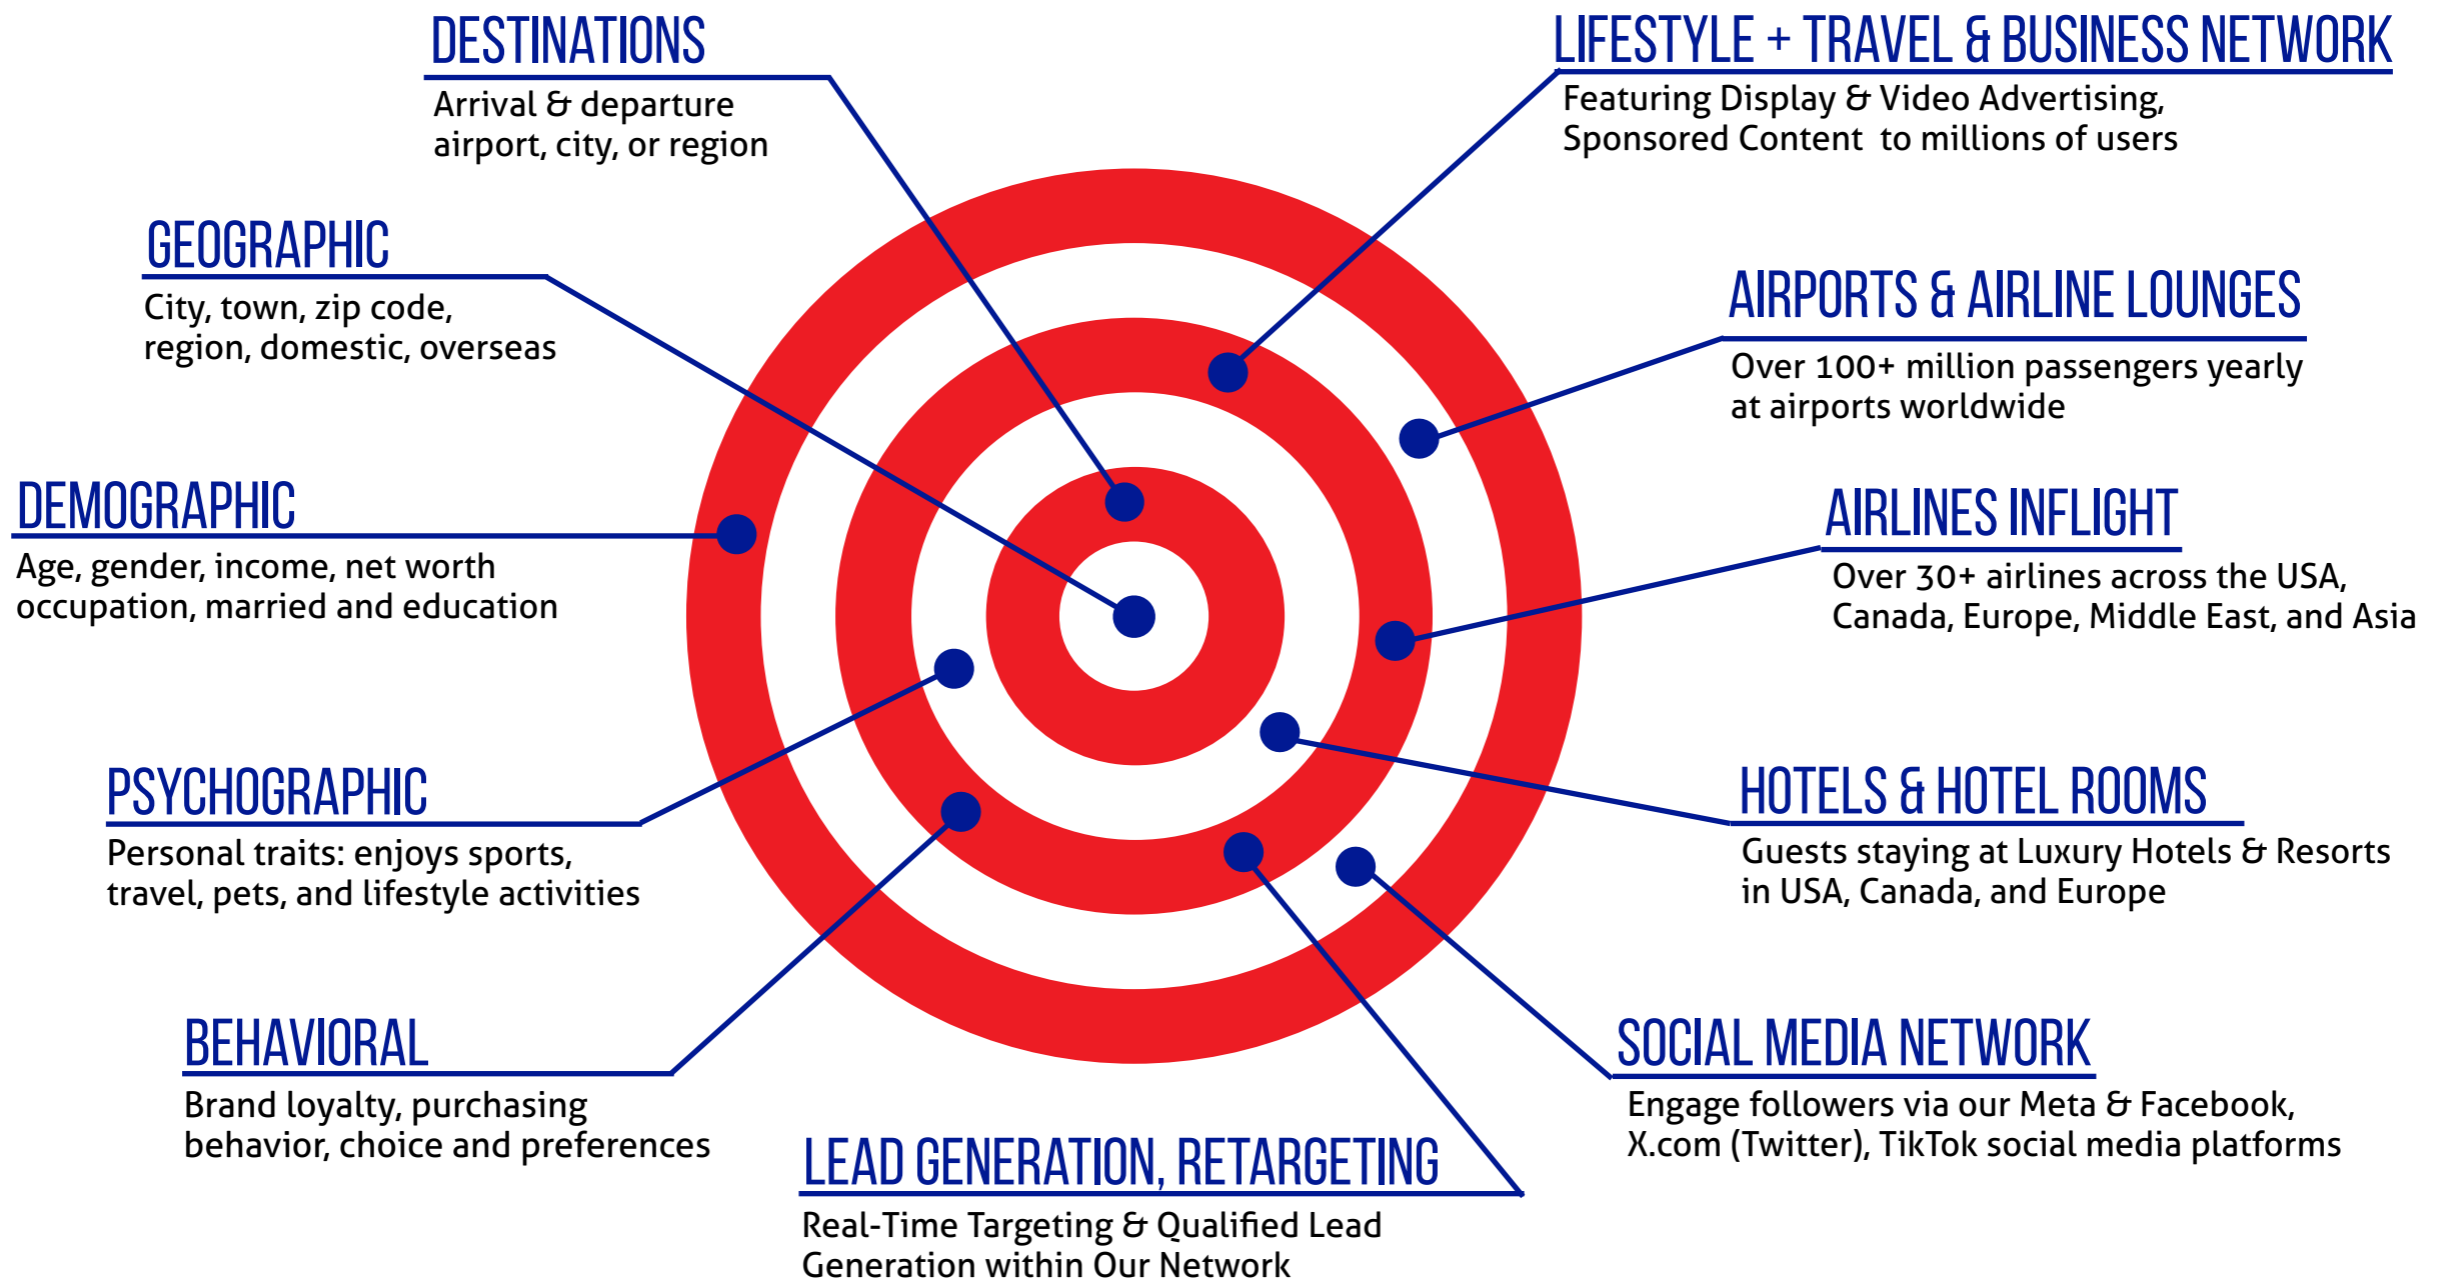 DESTINATIONS
Arrival & departure
airport, city, or region
LIFESTYLE + TRAVEL & BUSINESS NETWORK
Featuring Display & Video Advertising,
Sponsored Content to millions of users
GEOGRAPHIC
City, town, zip code,
region, domestic, overseas
AIRPORTS & AIRLINE LOUNGES
Over 100+ million passengers yearly
at airports worldwide
DEMOGRAPHIC
Age, gender, income, net worth
occupation, married and education
AIRLINES INFLIGHT
Over 30+ airlines across the USA,
Canada, Europe, Middle East, and Asia
PSYCHOGRAPHIC
Personal traits: enjoys sports,
travel, pets, and lifestyle activities
HOTELS & HOTEL ROOMS
Guests staying at Luxury Hotels & Resorts
in USA, Canada, and Europe
BEHAVIORAL
Brand loyalty, purchasing
behavior, choice and preferences
SOCIAL MEDIA NETWORK
Engage followers via our Meta & Facebook,
X.com (Twitter), TikTok social media platforms
LEAD GENERATION, RETARGETING
Real-Time Targeting & Qualified Lead
Generation within Our Network